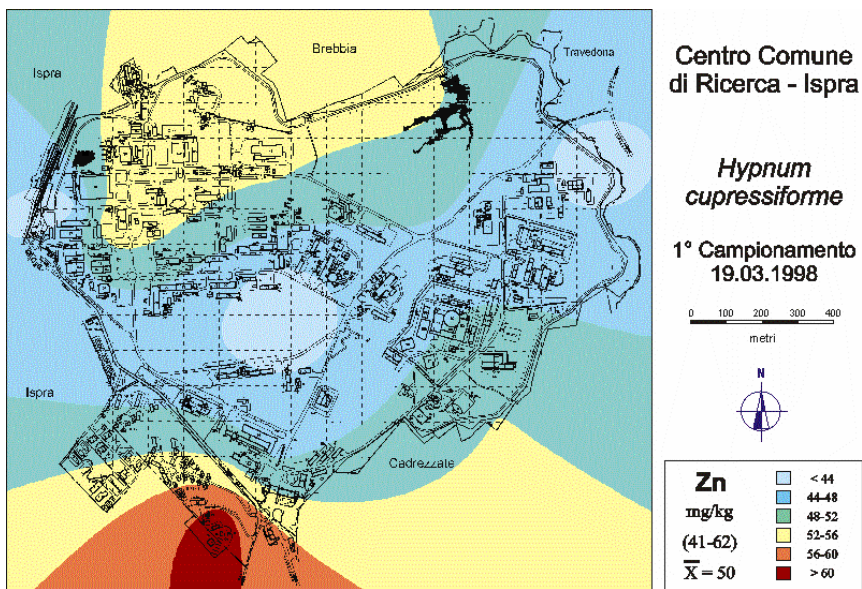 Ispra
Brebbia
Travedona
Ispra
Cadrezzate
Centro Comune
di Ricerca - Ispra
Hypnum
cupressiforme
1° Campionamento
19.03.1998
0 100 200 300 400
metri
N
Zn
mg/kg
(41-62)
X̅ = 50
< 44
44-48
48-52
52-56
56-60
> 60